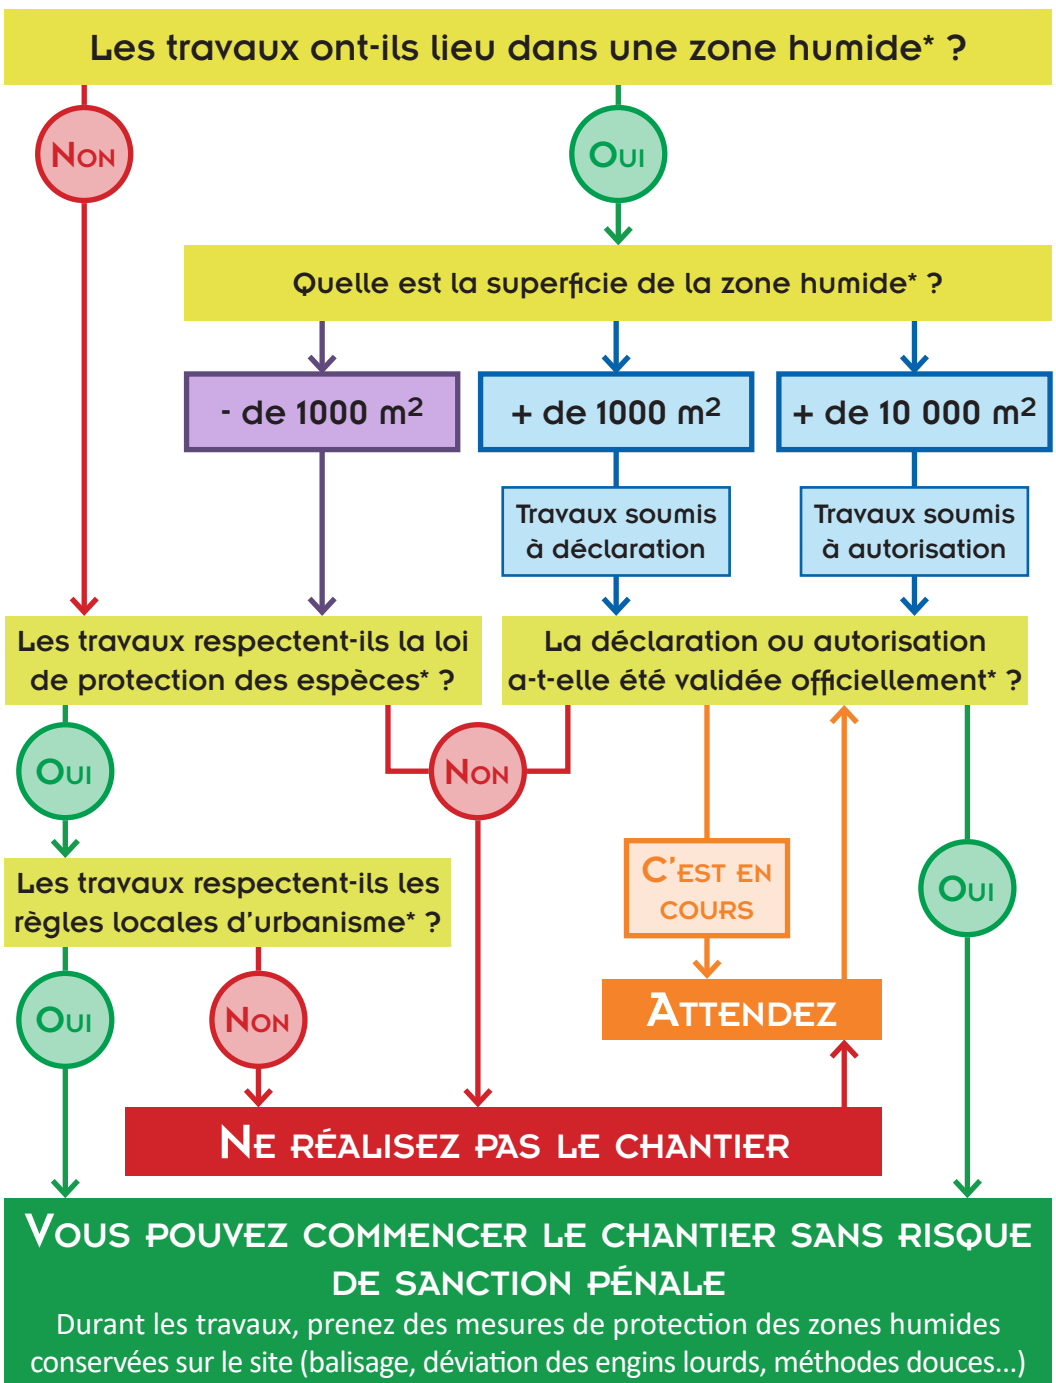 Les travaux ont-ils lieu dans une zone humide* ?
Non
Oui
Quelle est la superficie de la zone humide* ?
- de 1000 m²
+ de 1000 m²
+ de 10 000 m²
Travaux soumis
à déclaration
Travaux soumis
à autorisation
Les travaux respectent-ils la loi
de protection des espèces* ?
La déclaration ou autorisation
a-t-elle été validée officiellement* ?
Oui
Non
C'est en
cours
Oui
Les travaux respectent-ils les
règles locales d'urbanisme* ?
Oui
Non
Attendez
Ne réalisez pas le chantier
Vous pouvez commencer le chantier sans risque
de sanction pénale
Durant les travaux, prenez des mesures de protection des zones humides
conservées sur le site (balisage, déviation des engins lourds, méthodes douces...)